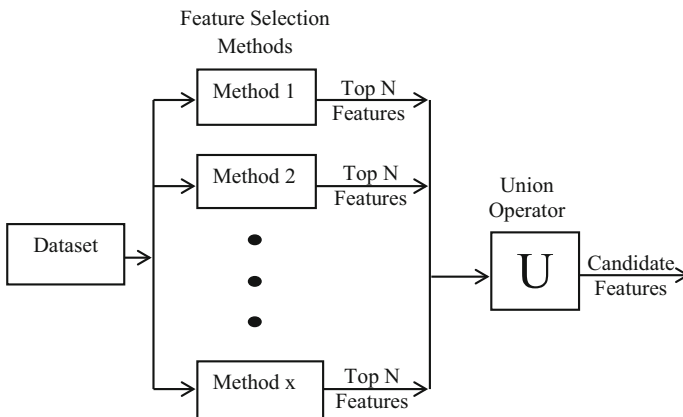 Feature Selection
Methods
Method 1
Top N
Features
Method 2
Top N
Features
Union
Operator
Dataset
U
Candidate
Features
Method x
Top N
Features